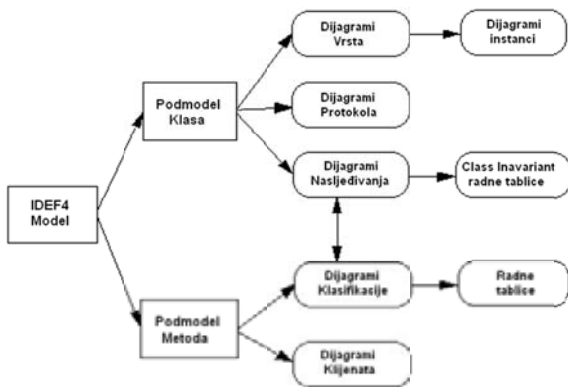 Dijagrami
Vrsta
Dijagrami
instanci
Podmodel
Klasa
Dijagrami
Protokola
Dijagrami
Nasljeđivanja
Class Inavariant
radne tablice
IDEF4
Model
Dijagrami
Klasifikacije
Radne
tablice
Podmodel
Metoda
Dijagrami
Klijenata